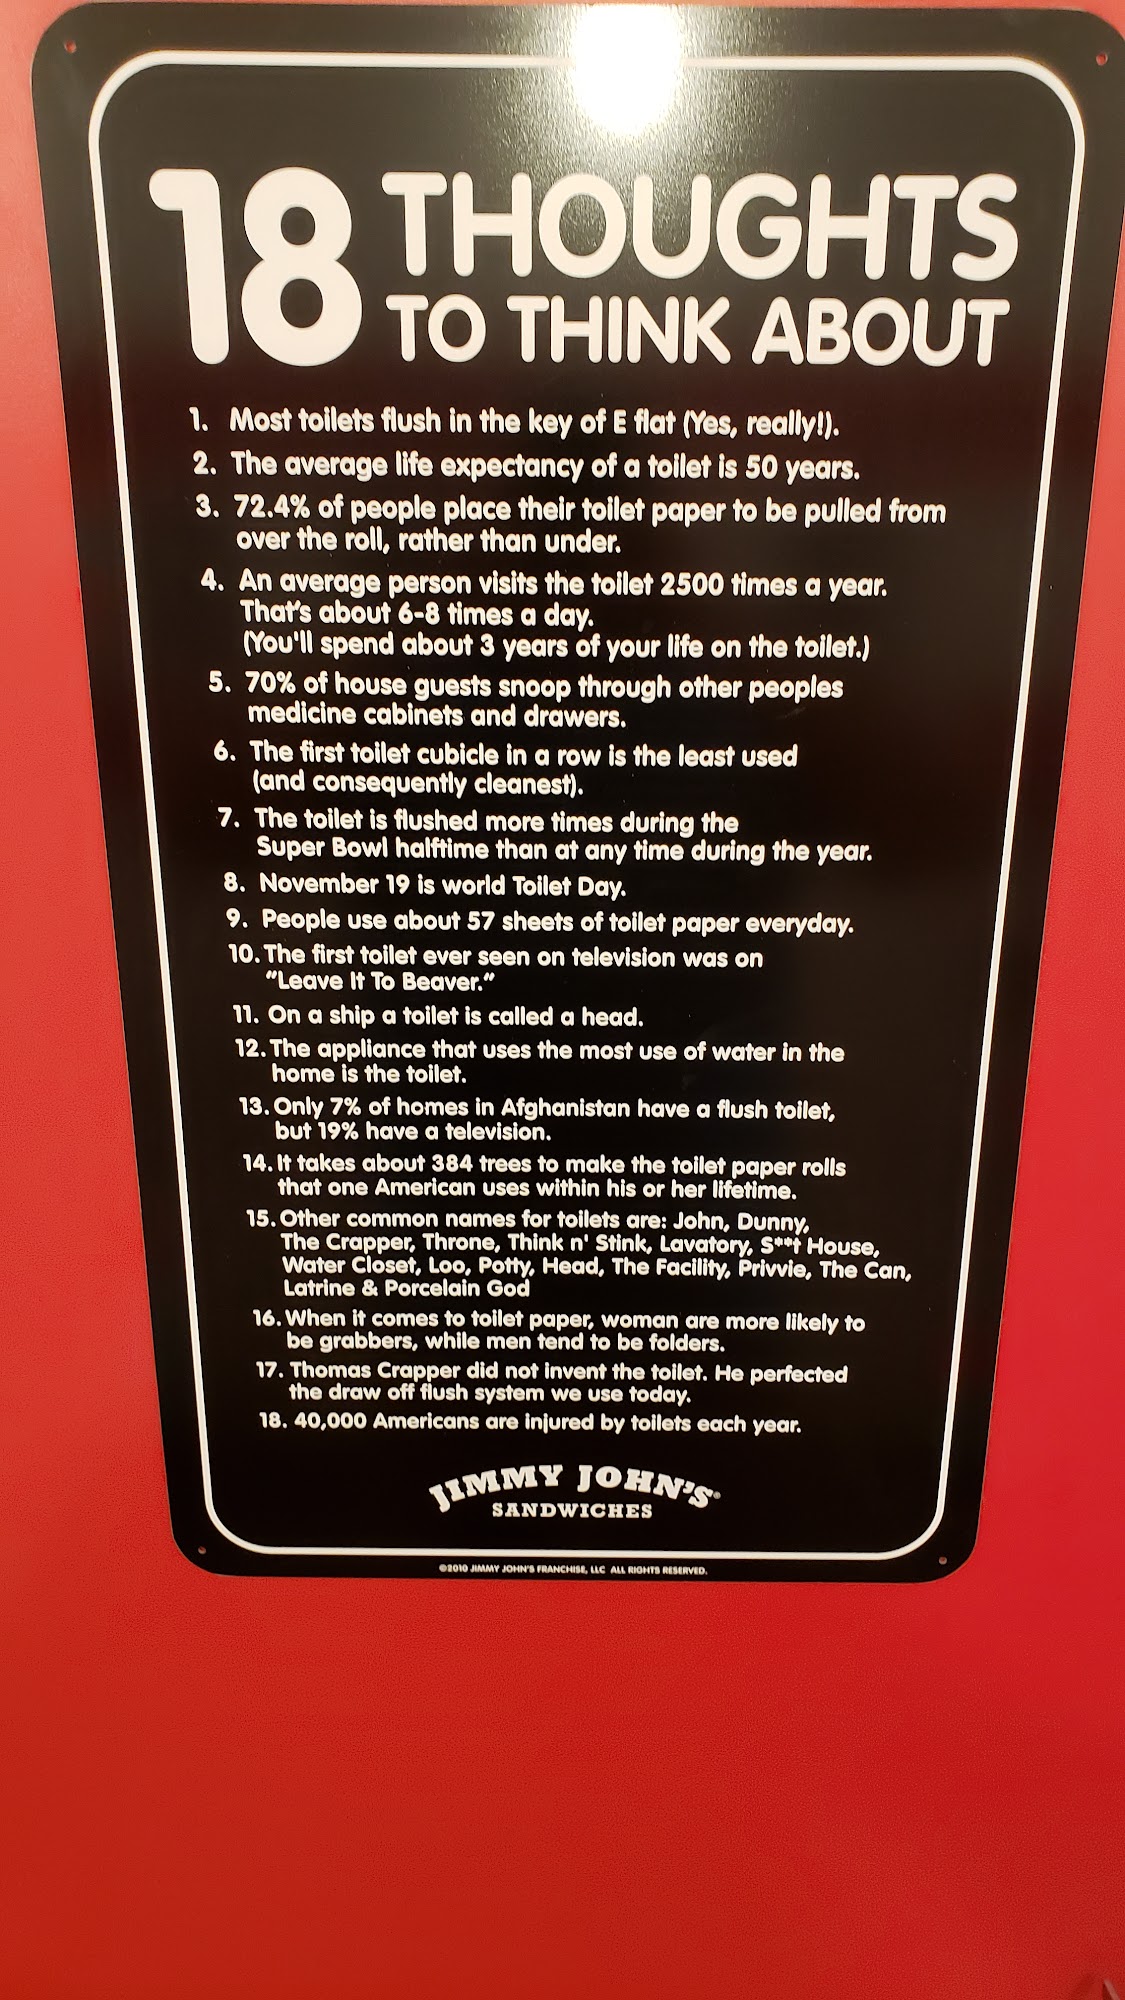 18 THOUGHTS
TO THINK ABOUT
1. Most toilets flush in the key of E flat (Yes, really!).
2. The average life expectancy of a toilet is 50 years.
3. 72.4% of people place their toilet paper to be pulled from
over the roll, rather than under.
4. An average person visits the toilet 2500 times a year.
That's about 6-8 times a day.
(You'll spend about 3 years of your life on the toilet.)
5. 70% of house guests snoop through other peoples
medicine cabinets and drawers.
6. The first toilet cubicle in a row is the least used
(and consequently cleanest).
7. The toilet is flushed more times during the
Super Bowl halftime than at any time during the year.
8. November 19 is world Toilet Day.
9. People use about 57 sheets of toilet paper everyday.
10. The first toilet ever seen on television was on
"Leave It To Beaver."
11. On a ship a toilet is called a head.
12. The appliance that uses the most use of water in the
home is the toilet.
13. Only 7% of homes in Afghanistan have a flush toilet,
but 19% have a television.
14. It takes about 384 trees to make the toilet paper rolls
that one American uses within his or her lifetime.
15. Other common names for toilets are: John, Dunny,
The Crapper, Throne, Think n' Stink, Lavatory, S**t House,
Water Closet, Loo, Potty, Head, The Facility, Privvie, The Can,
Latrine & Porcelain God
16. When it comes to toilet paper, woman are more likely to
be grabbers, while men tend to be folders.
17. Thomas Crapper did not invent the toilet. He perfected
the draw off flush system we use today.
18. 40,000 Americans are injured by toilets each year.
JIMMY JOHN'S®
SANDWICHES
©2010 JIMMY JOHN'S FRANCHISE, LLC ALL RIGHTS RESERVED.